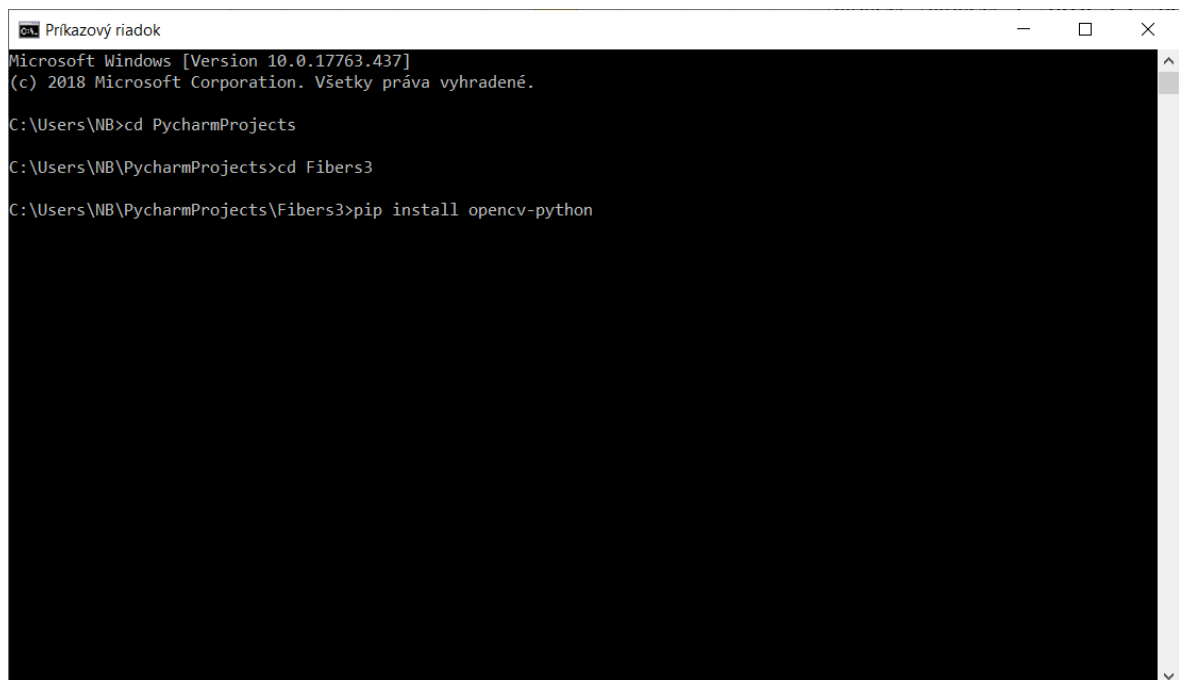 Príkazový riadok
Microsoft Windows [Version 10.0.17763.437]
(c) 2018 Microsoft Corporation. Všetky práva vyhradené.
C:\Users\NB>cd PycharmProjects
C:\Users\NB\PycharmProjects>cd Fibers3
C:\Users\NB\PycharmProjects\Fibers3>pip install opencv-python